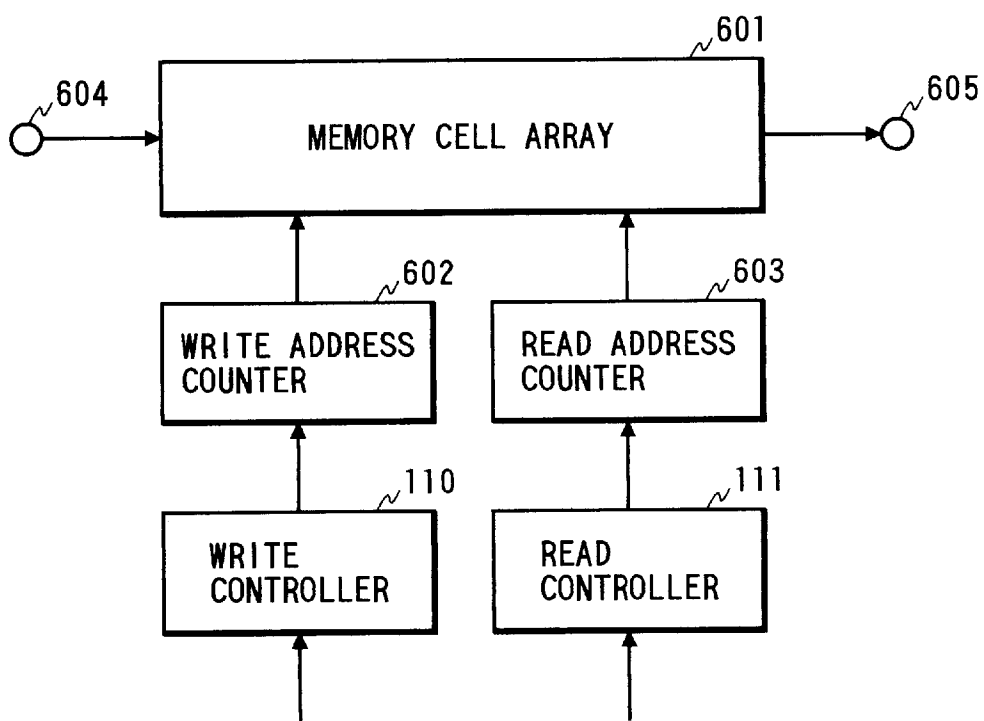 601
604
605
MEMORY CELL ARRAY
602
603
WRITE ADDRESS
COUNTER
READ ADDRESS
COUNTER
110
111
WRITE
CONTROLLER
READ
CONTROLLER